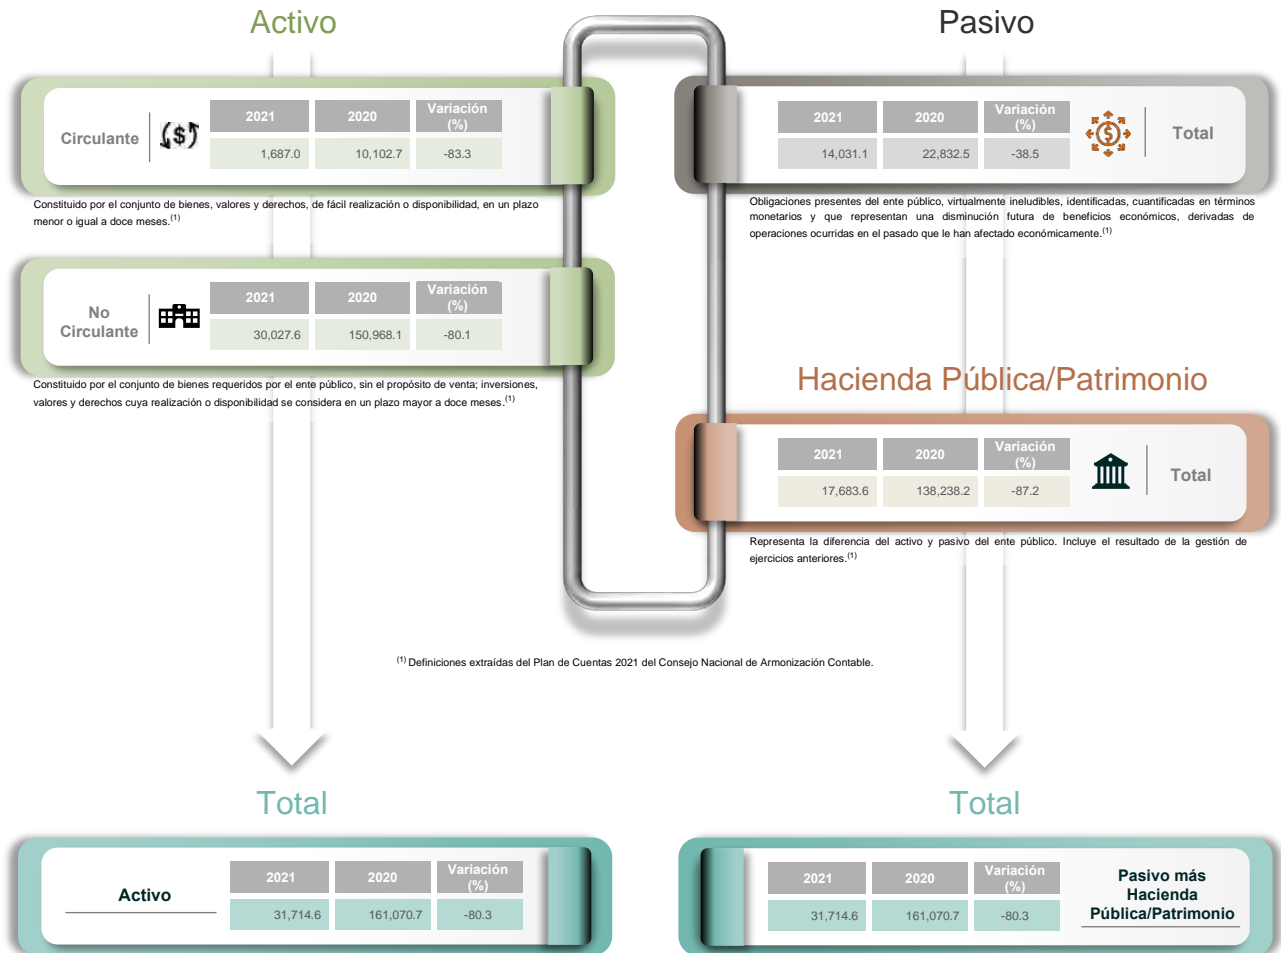 Activo
Circulante
2021 2020 Variación (%)
1,687.0 10,102.7 -83.3
Constituido por el conjunto de bienes, valores y derechos, de fácil realización o disponibilidad, en un plazo
menor o igual a doce meses.(1)
No
Circulante
2021 2020 Variación (%)
30,027.6 150,968.1 -80.1
Constituido por el conjunto de bienes requeridos por el ente público, sin el propósito de venta; inversiones,
valores y derechos cuya realización o disponibilidad se considera en un plazo mayor a doce meses.(1)
Pasivo
2021 2020 Variación (%)
14,031.1 22,832.5 -38.5
Total
Obligaciones presentes del ente público, virtualmente ineludibles, identificadas, cuantificadas en términos
monetarios y que representan una disminución futura de beneficios económicos, derivadas de
operaciones ocurridas en el pasado que le han afectado económicamente.(1)
Hacienda Pública/Patrimonio
2021 2020 Variación (%)
17,683.6 138,238.2 -87.2
Total
Representa la diferencia del activo y pasivo del ente público. Incluye el resultado de la gestión de
ejercicios anteriores.(1)
(1) Definiciones extraídas del Plan de Cuentas 2021 del Consejo Nacional de Armonización Contable.
Total
Activo
2021 2020 Variación (%)
31,714.6 161,070.7 -80.3
Total
2021 2020 Variación (%)
31,714.6 161,070.7 -80.3
Pasivo más
Hacienda
Pública/Patrimonio